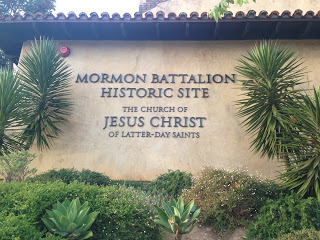 MORMON BATTALION
HISTORIC SITE
THE CHURCH OF
JESUS CHRIST
OF LATTER-DAY SAINTS